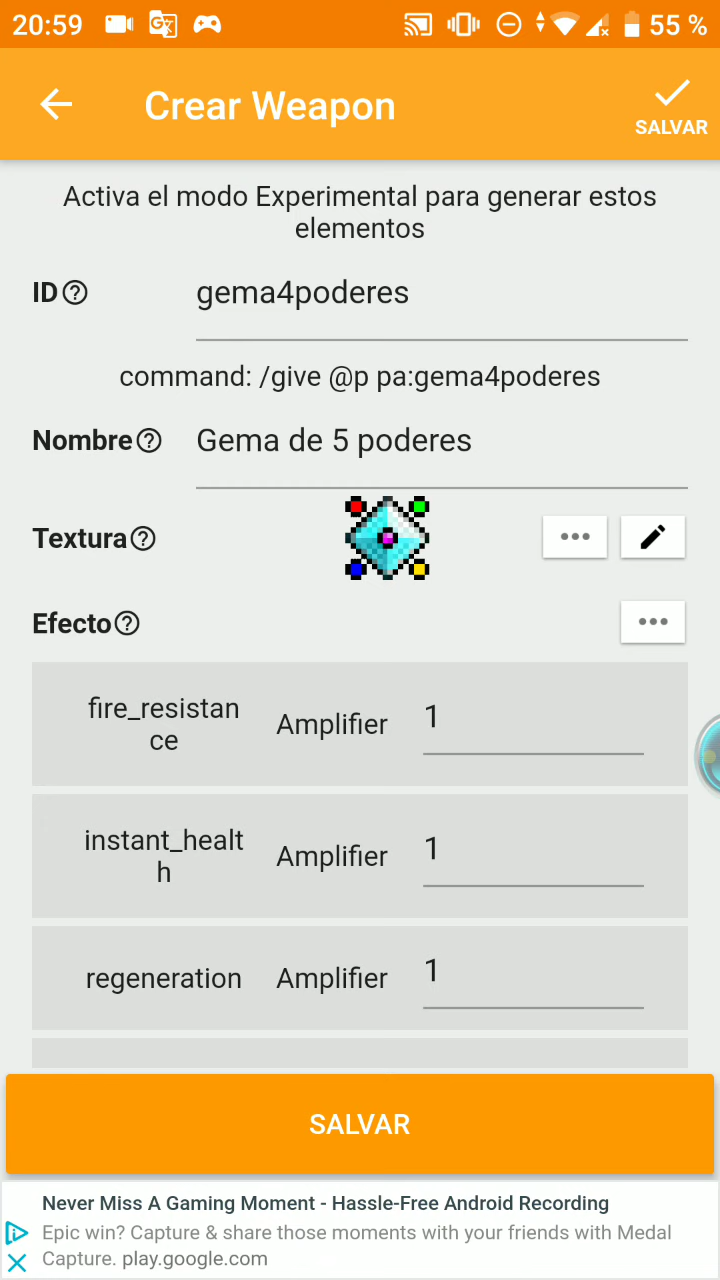 20:59
55 %
Crear Weapon
SALVAR
Activa el modo Experimental para generar estos
elementos
ID
gema4poderes
command: /give @p pa:gema4poderes
Nombre
Gema de 5 poderes
Textura
Efecto
fire_resistan
ce
Amplifier
1
instant_healt
h
Amplifier
1
regeneration
Amplifier
1
SALVAR
Never Miss A Gaming Moment - Hassle-Free Android Recording
Epic win? Capture & share those moments with your friends with Medal
Capture. play.google.com